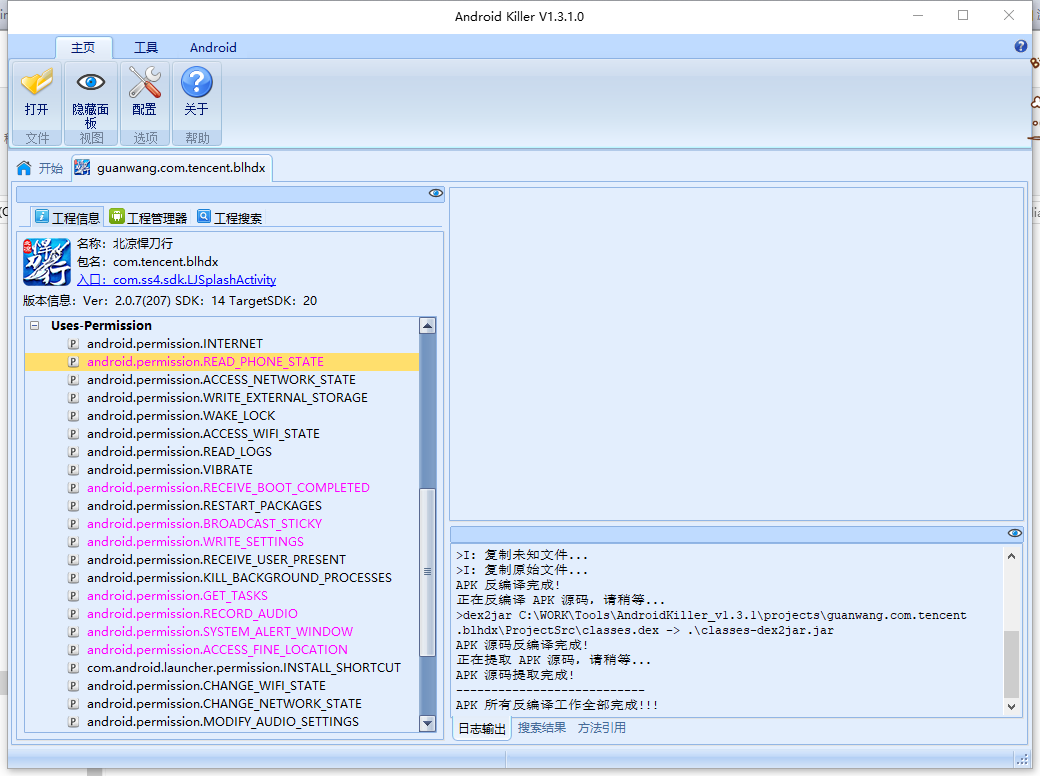 Android Killer V1.3.1.0
主页 工具 Android
打开 隐藏面板 配置 关于
文件 视图 选项 帮助
开始 guanwang.com.tencent.blhdx
工程信息 工程管理器 工程搜索
名称：北凉悍刀行
包名：com.tencent.blhdx
入口：com.ss4.sdk.LJSplashActivity
版本信息：Ver：2.0.7(207) SDK：14 TargetSDK：20
Uses-Permission
android.permission.INTERNET
android.permission.READ_PHONE_STATE
android.permission.ACCESS_NETWORK_STATE
android.permission.WRITE_EXTERNAL_STORAGE
android.permission.WAKE_LOCK
android.permission.ACCESS_WIFI_STATE
android.permission.READ_LOGS
android.permission.VIBRATE
android.permission.RECEIVE_BOOT_COMPLETED
android.permission.RESTART_PACKAGES
android.permission.BROADCAST_STICKY
android.permission.WRITE_SETTINGS
android.permission.RECEIVE_USER_PRESENT
android.permission.KILL_BACKGROUND_PROCESSES
android.permission.GET_TASKS
android.permission.RECORD_AUDIO
android.permission.SYSTEM_ALERT_WINDOW
android.permission.ACCESS_FINE_LOCATION
com.android.launcher.permission.INSTALL_SHORTCUT
android.permission.CHANGE_WIFI_STATE
android.permission.CHANGE_NETWORK_STATE
android.permission.MODIFY_AUDIO_SETTINGS
>I: 复制未知文件...
>I: 复制原始文件...
APK 反编译完成!
正在反编译 APK 源码，请稍等...
>dex2jar C:\WORK\Tools\AndroidKiller_v1.3.1\projects\guanwang.com.tencent
.blhdx\ProjectSrc\classes.dex -> .\classes-dex2jar.jar
APK 源码反编译完成!
正在提取 APK 源码，请稍等...
APK 源码提取完成!
---------------------------
APK 所有反编译工作全部完成!!!
日志输出 搜索结果 方法引用